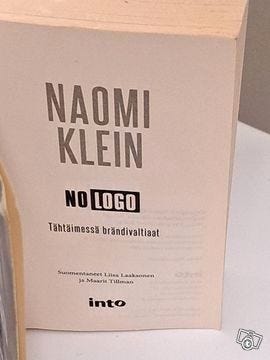 NAOMI
KLEIN
NO LOGO
Tähtäimessä brändivaltiaat
Suomentaneet Liisa Laaksonen
ja Maarit Tillman
into